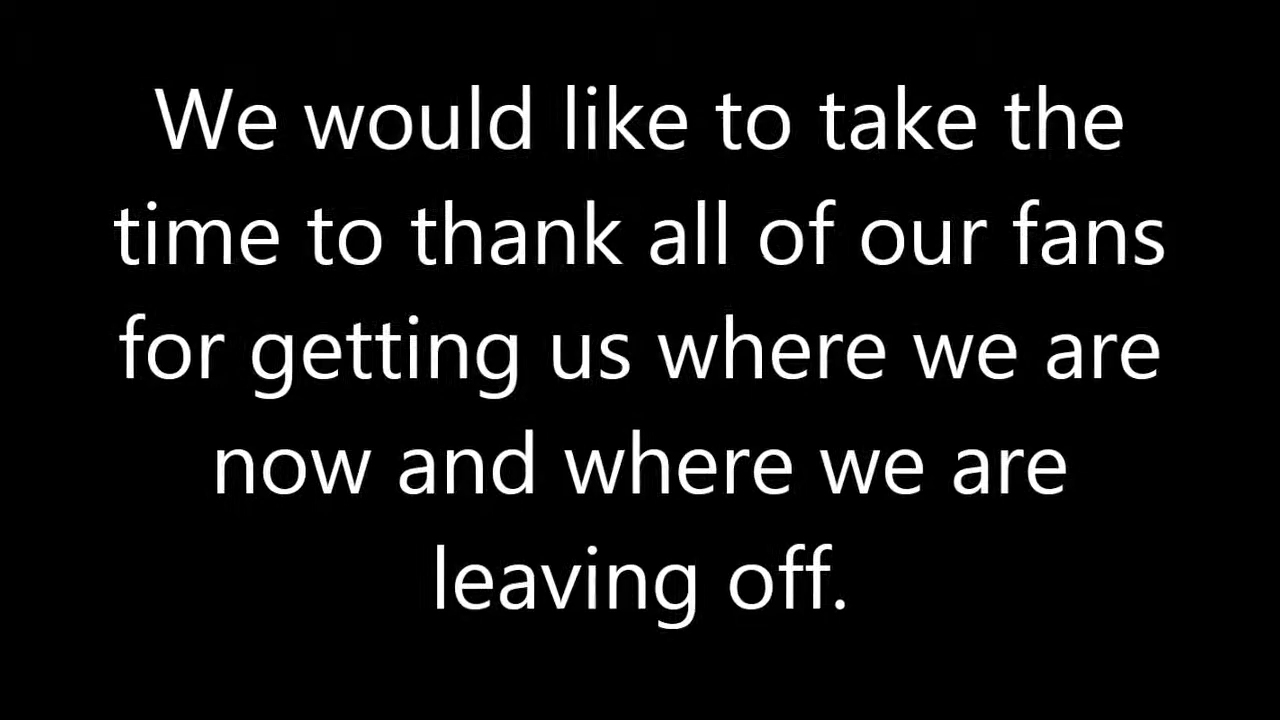 We would like to take the
time to thank all of our fans
for getting us where we are
now and where we are
leaving off.